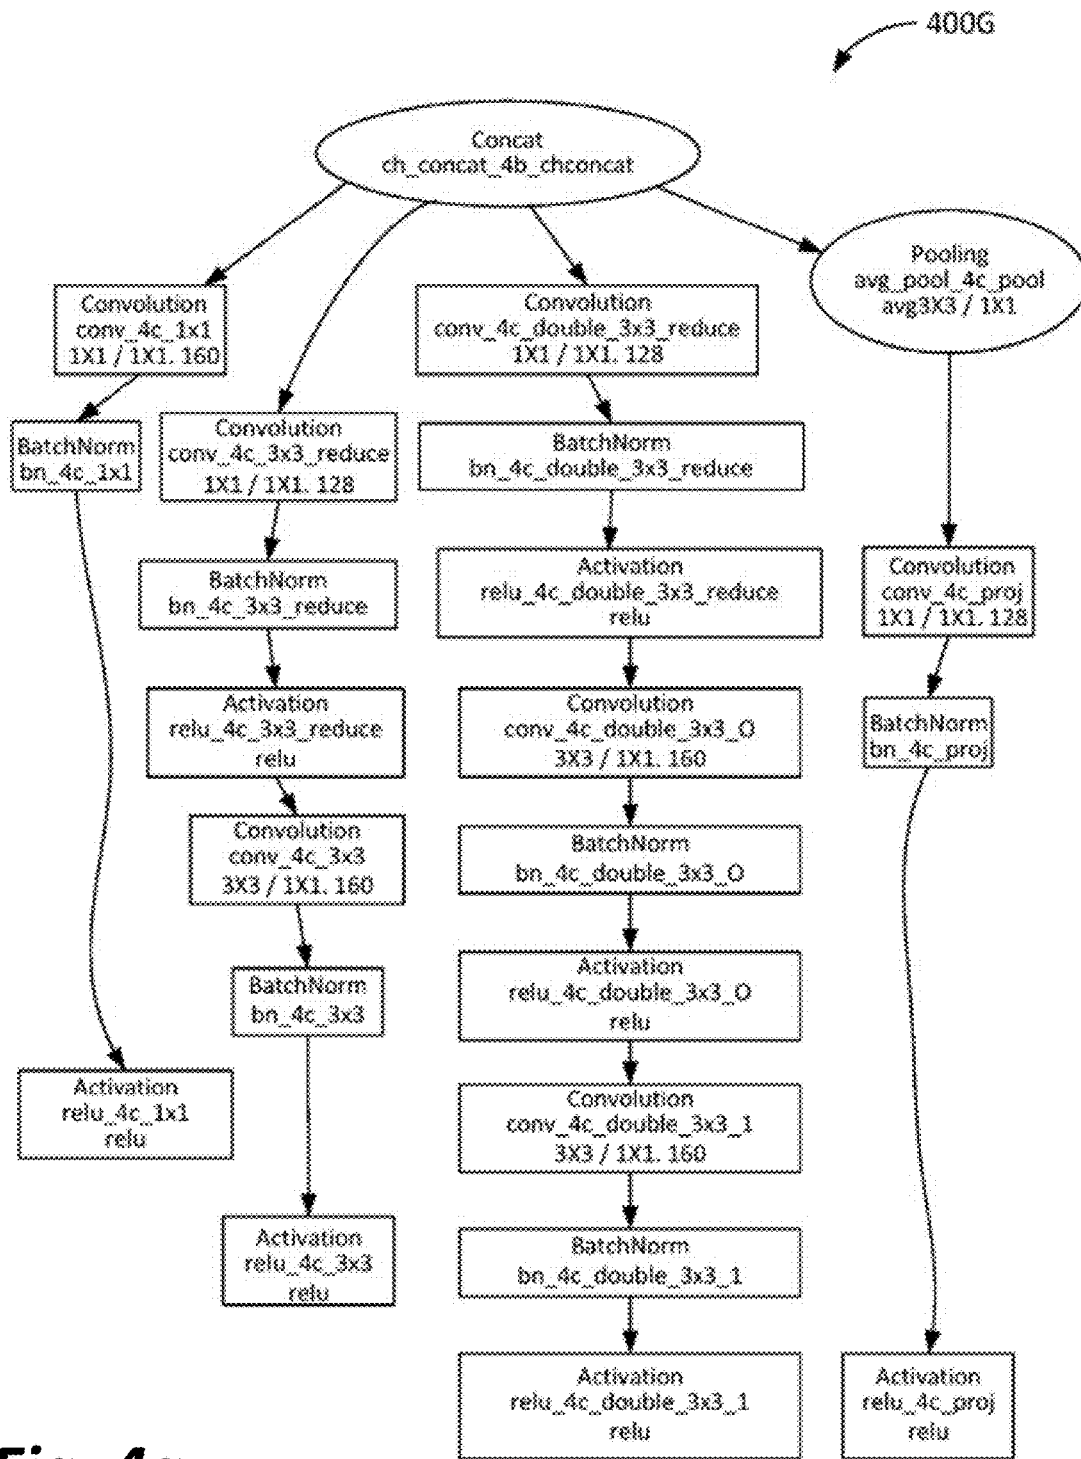 400G
Concat
ch_concat_4b_chconcat
Pooling
avg_pool_4c_pool
avg3X3 / 1X1
Convolution
conv_4c_1x1
1X1 / 1X1. 160
Convolution
conv_4c_double_3x3_reduce
1X1 / 1X1. 128
BatchNorm
bn_4c_1x1
Convolution
conv_4c_3x3_reduce
1X1 / 1X1. 128
BatchNorm
bn_4c_double_3x3_reduce
BatchNorm
bn_4c_3x3_reduce
Activation
relu_4c_double_3x3_reduce
relu
Convolution
conv_4c_proj
1X1 / 1X1. 128
Activation
relu_4c_3x3_reduce
relu
Convolution
conv_4c_double_3x3_O
3X3 / 1X1. 160
BatchNorm
bn_4c_proj
Convolution
conv_4c_3x3
3X3 / 1X1. 160
BatchNorm
bn_4c_double_3x3_O
BatchNorm
bn_4c_3x3
Activation
relu_4c_double_3x3_O
relu
Activation
relu_4c_1x1
relu
Convolution
conv_4c_double_3x3_1
3X3 / 1X1. 160
Activation
relu_4c_3x3
relu
BatchNorm
bn_4c_double_3x3_1
Activation
relu_4c_double_3x3_1
relu
Activation
relu_4c_proj
relu